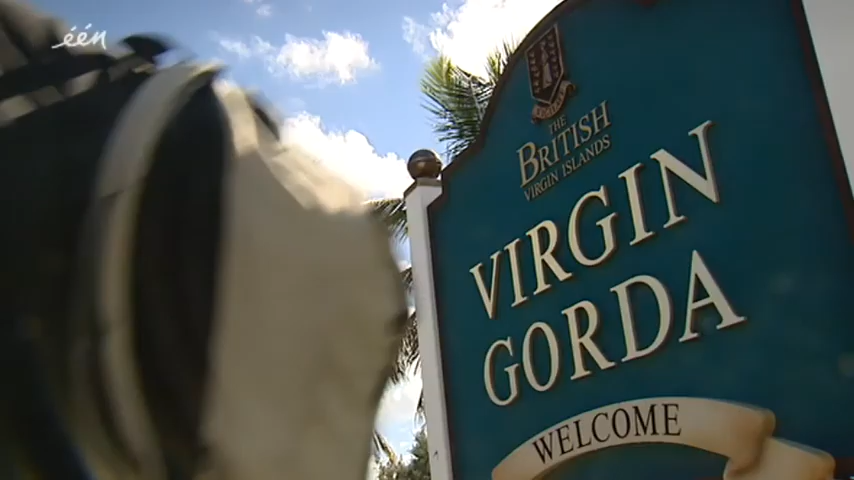 één
THE
BRITISH
VIRGIN ISLANDS
VIRGIN
GORDA
WELCOME